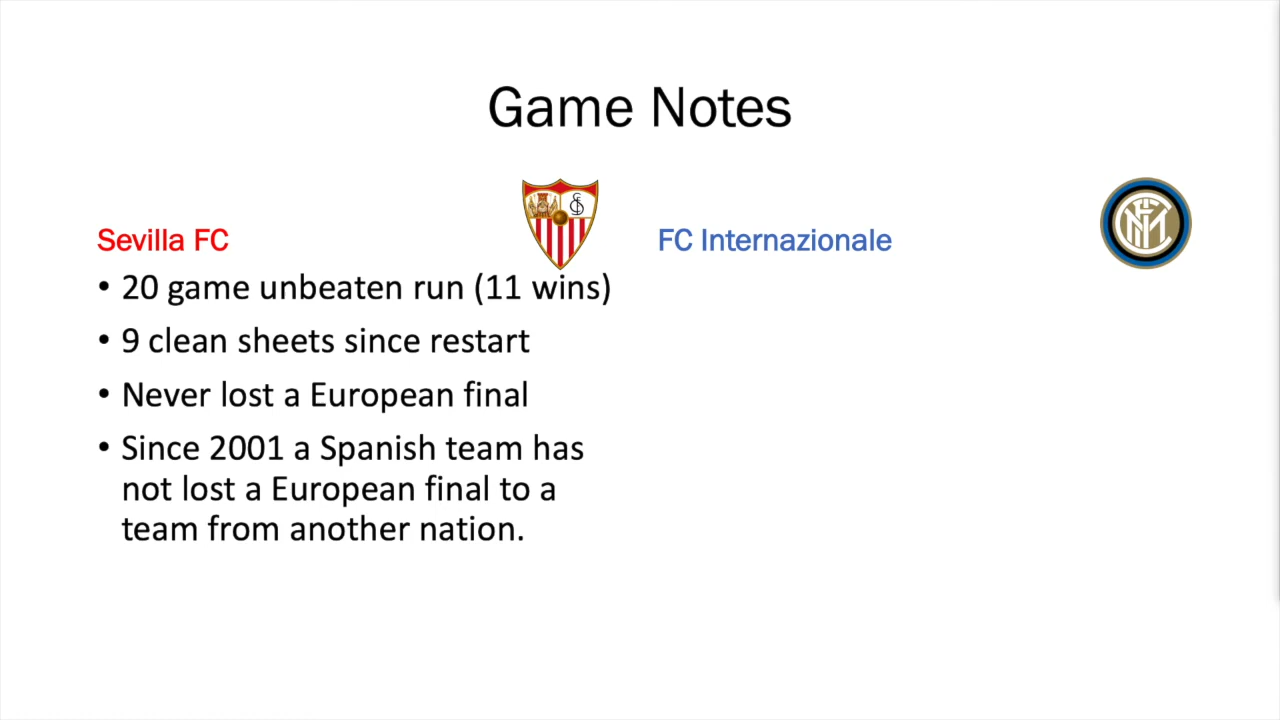 Game Notes
Sevilla FC
FC Internazionale
• 20 game unbeaten run (11 wins)
• 9 clean sheets since restart
• Never lost a European final
• Since 2001 a Spanish team has
not lost a European final to a
team from another nation.